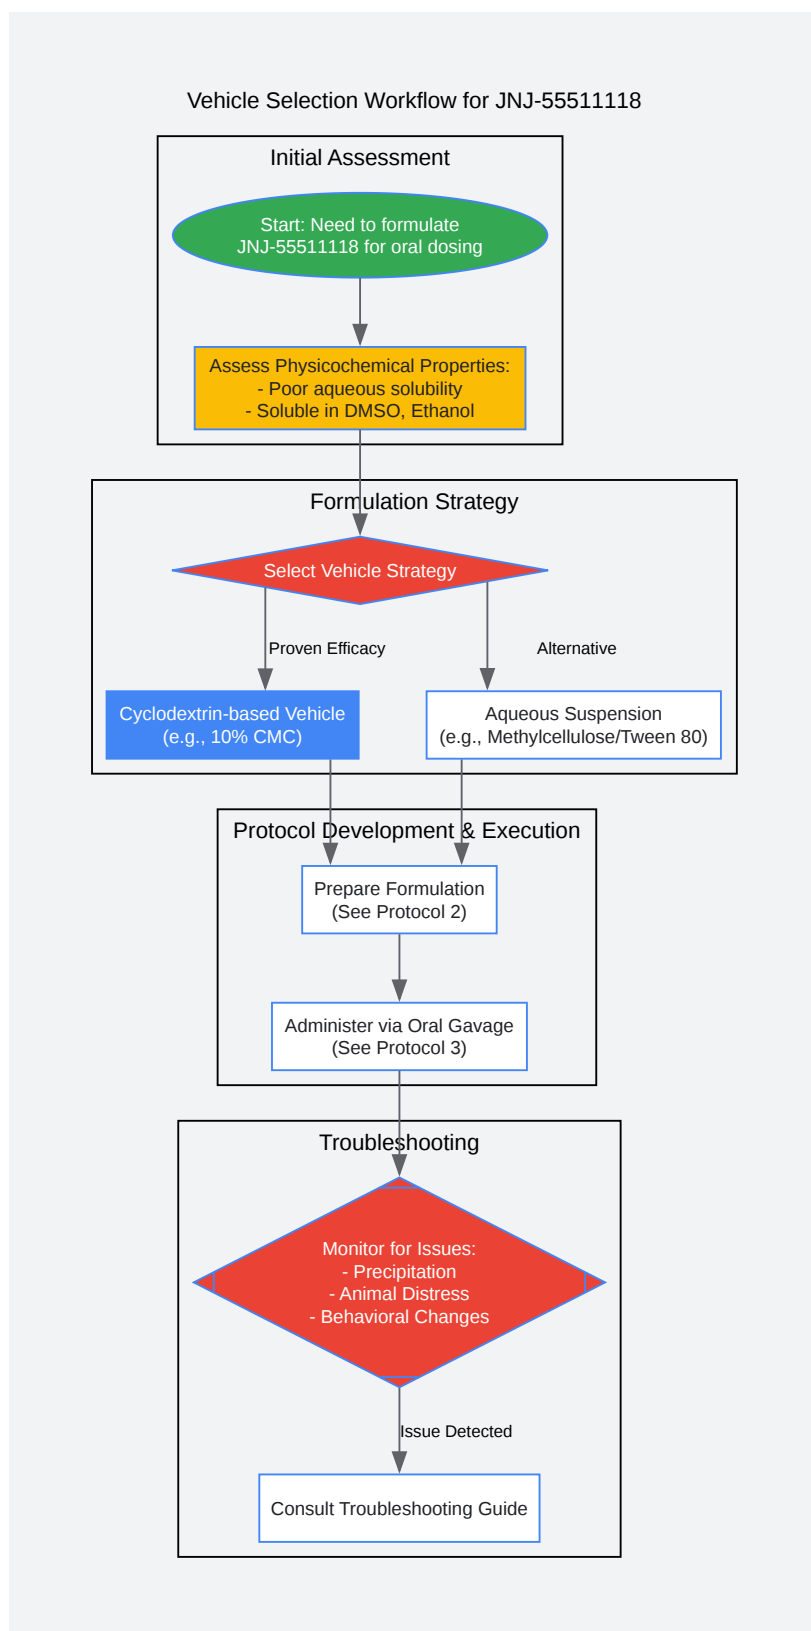 Vehicle Selection Workflow for JNJ-55511118
Initial Assessment
Start: Need to formulate
JNJ-55511118 for oral dosing
Assess Physicochemical Properties:
- Poor aqueous solubility
- Soluble in DMSO, Ethanol
Formulation Strategy
Select Vehicle Strategy
Proven Efficacy
Alternative
Cyclodextrin-based Vehicle
(e.g., 10% CMC)
Aqueous Suspension
(e.g., Methylcellulose/Tween 80)
Protocol Development & Execution
Prepare Formulation
(See Protocol 2)
Administer via Oral Gavage
(See Protocol 3)
Troubleshooting
Monitor for Issues:
- Precipitation
- Animal Distress
- Behavioral Changes
Issue Detected
Consult Troubleshooting Guide